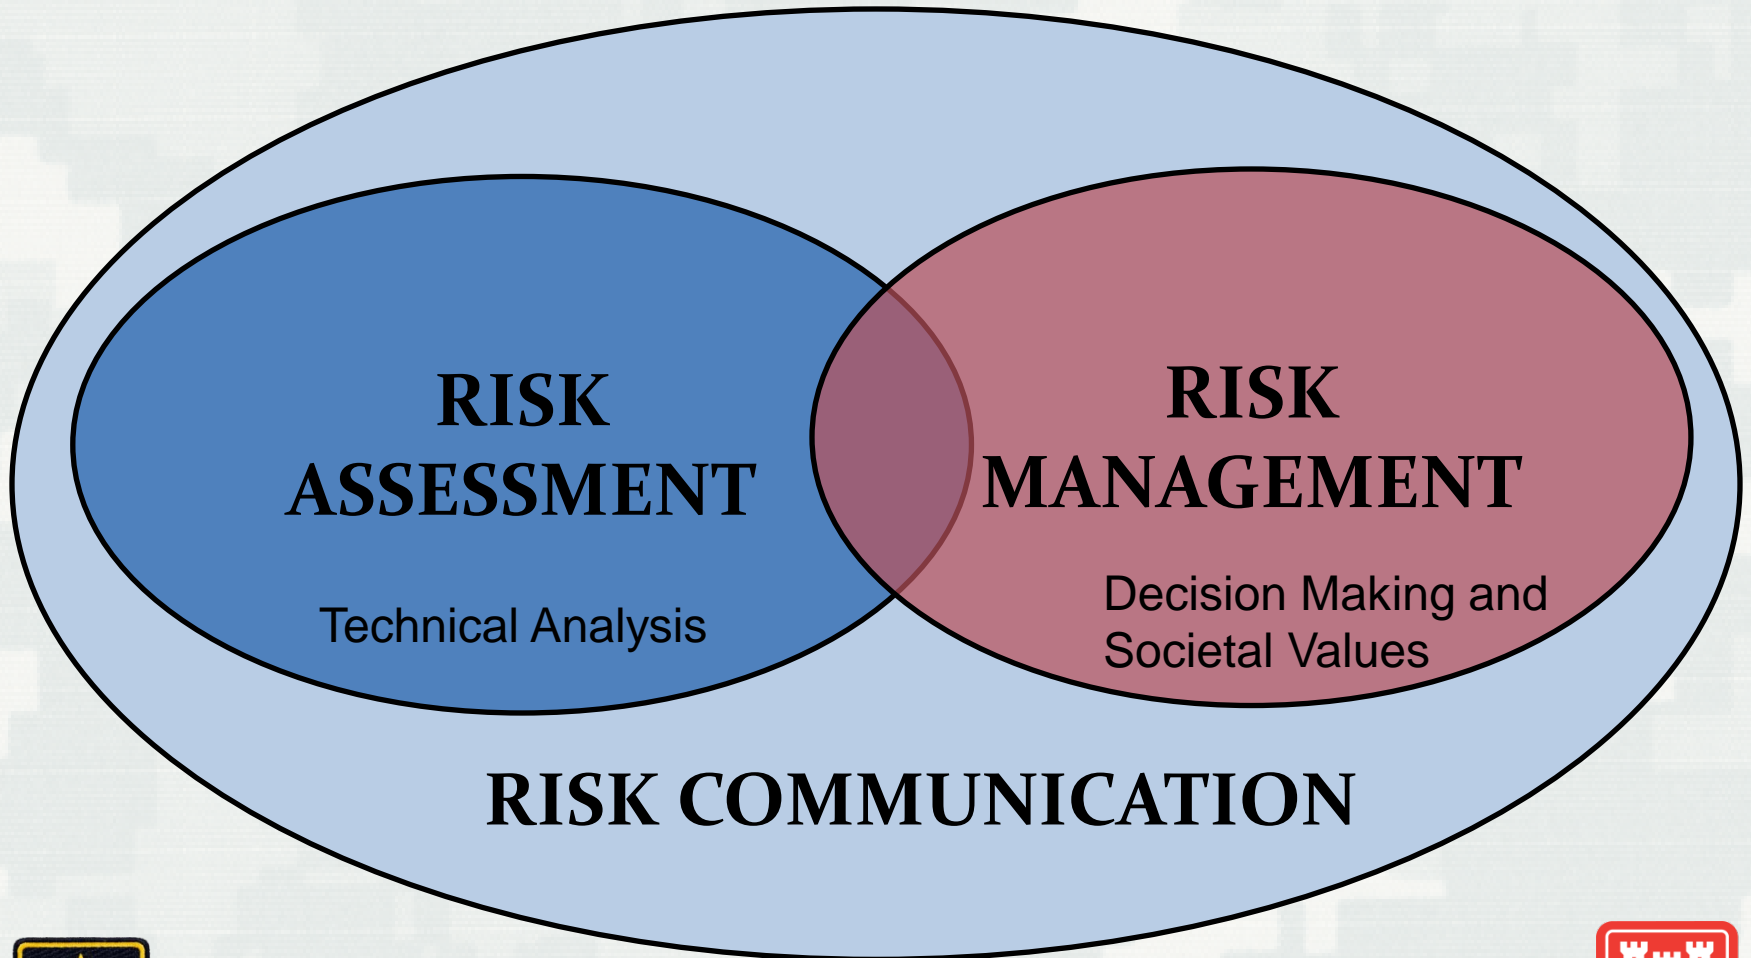 RISK
ASSESSMENT
Technical Analysis
RISK
MANAGEMENT
Decision Making and
Societal Values
RISK COMMUNICATION